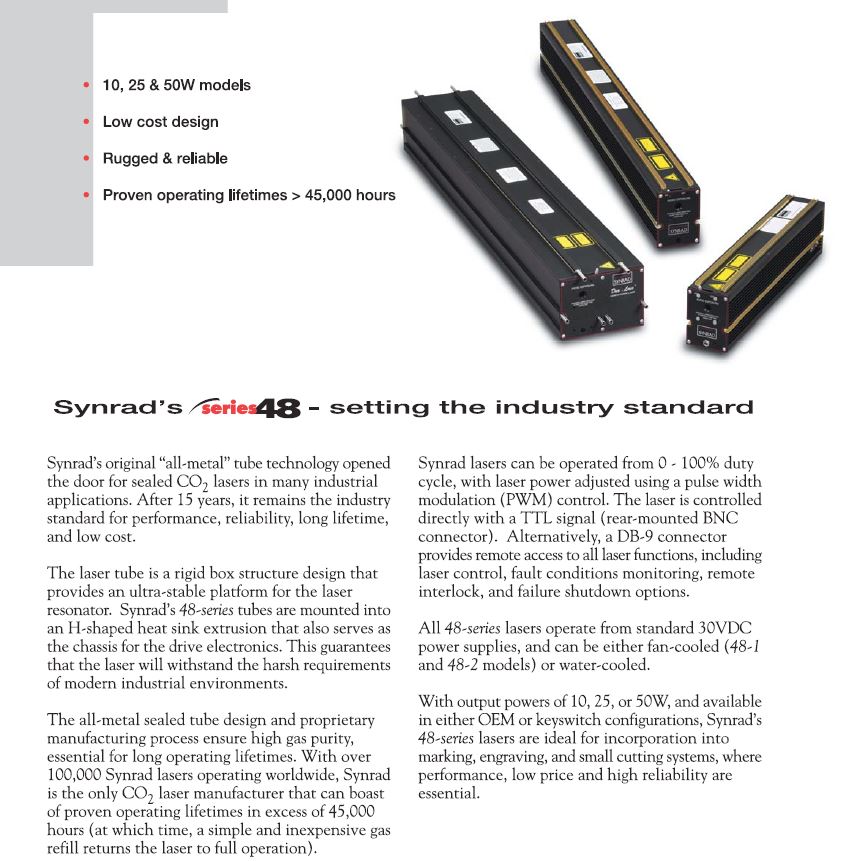 10, 25 & 50W models
Low cost design
Rugged & reliable
Proven operating lifetimes > 45,000 hours
SYNRAD
SYNRAD
Duo-Lase
SYNRAD
Synrad's series48 - setting the industry standard
Synrad's original “all-metal” tube technology opened
the door for sealed CO2 lasers in many industrial
applications. After 15 years, it remains the industry
standard for performance, reliability, long lifetime,
and low cost.
The laser tube is a rigid box structure design that
provides an ultra-stable platform for the laser
resonator. Synrad's 48-series tubes are mounted into
an H-shaped heat sink extrusion that also serves as
the chassis for the drive electronics. This guarantees
that the laser will withstand the harsh requirements
of modern industrial environments.
The all-metal sealed tube design and proprietary
manufacturing process ensure high gas purity,
essential for long operating lifetimes. With over
100,000 Synrad lasers operating worldwide, Synrad
is the only CO2 laser manufacturer that can boast
of proven operating lifetimes in excess of 45,000
hours (at which time, a simple and inexpensive gas
refill returns the laser to full operation).
Synrad lasers can be operated from 0 - 100% duty
cycle, with laser power adjusted using a pulse width
modulation (PWM) control. The laser is controlled
directly with a TTL signal (rear-mounted BNC
connector). Alternatively, a DB-9 connector
provides remote access to all laser functions, including
laser control, fault conditions monitoring, remote
interlock, and failure shutdown options.
All 48-series lasers operate from standard 30VDC
power supplies, and can be either fan-cooled (48-1
and 48-2 models) or water-cooled.
With output powers of 10, 25, or 50W, and available
in either OEM or keyswitch configurations, Synrad's
48-series lasers are ideal for incorporation into
marking, engraving, and small cutting systems, where
performance, low price and high reliability are
essential.